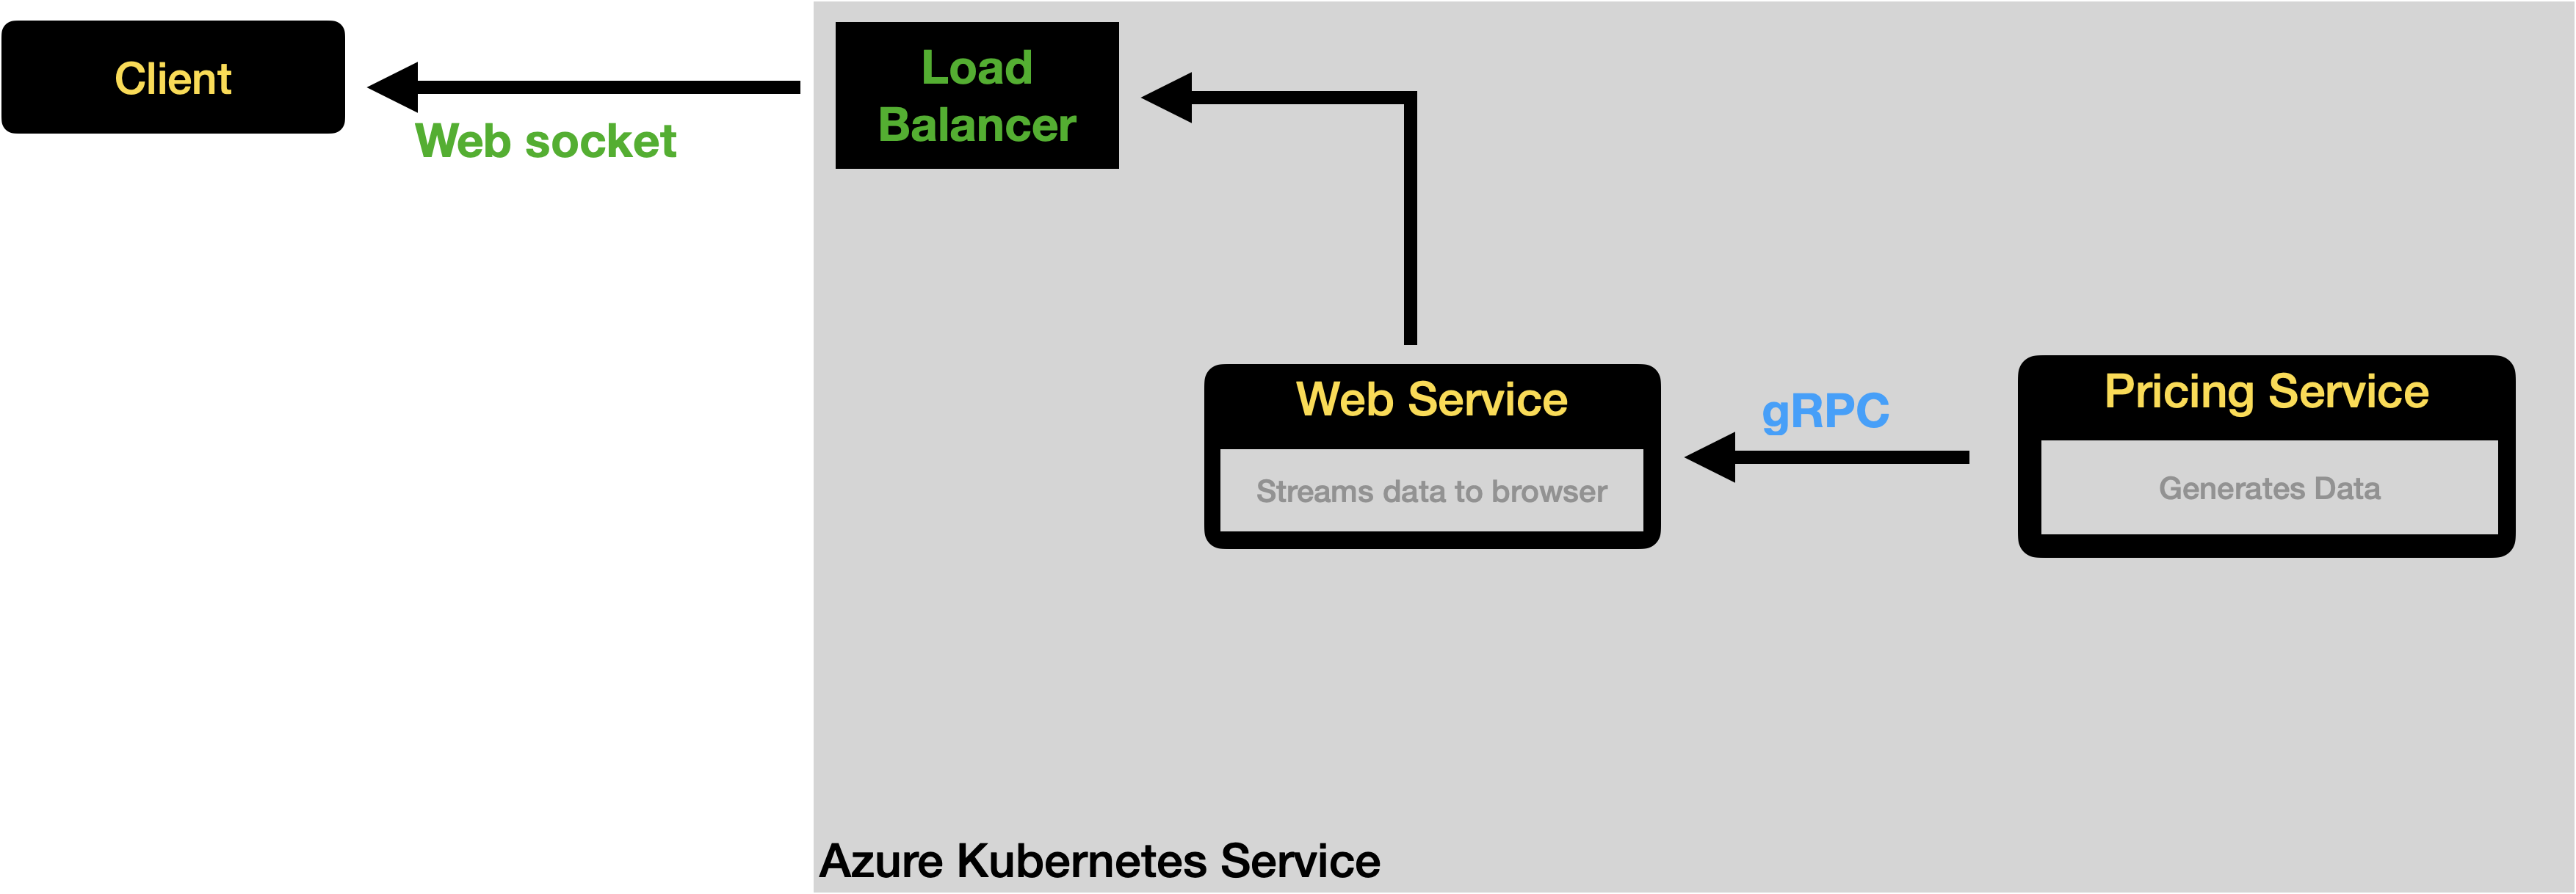 Client
Web socket
Load
Balancer
Web Service
Streams data to browser
gRPC
Pricing Service
Generates Data
Azure Kubernetes Service